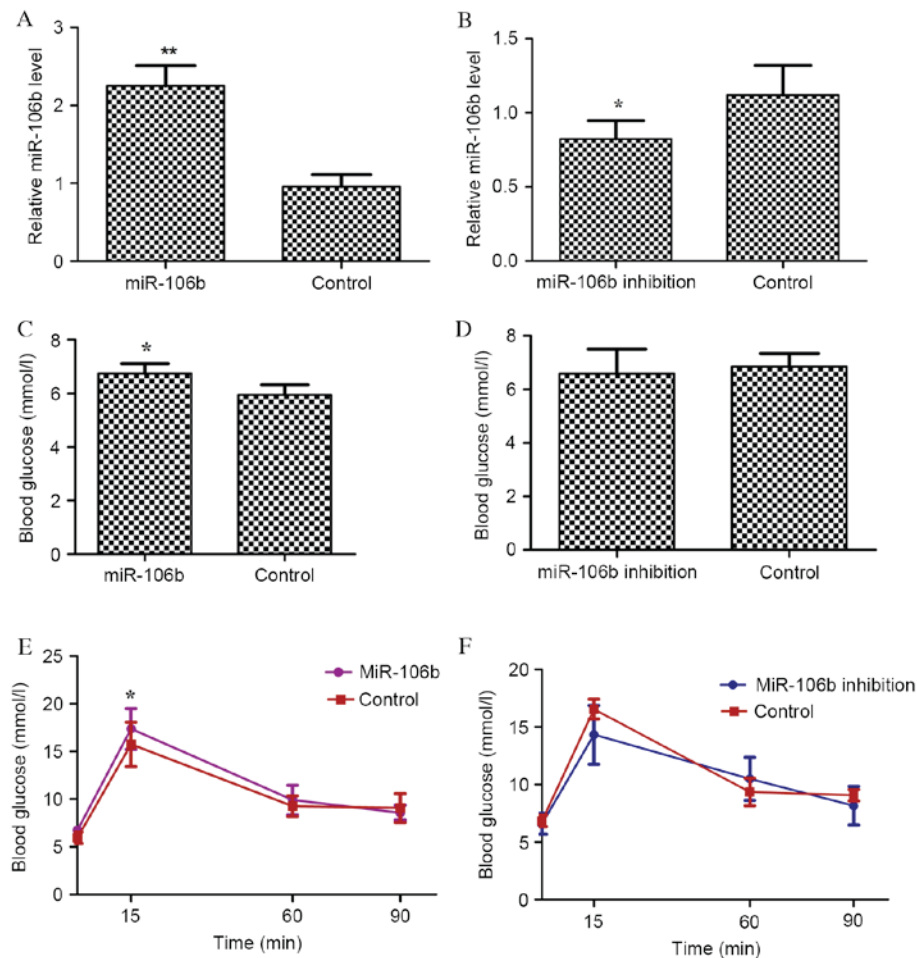 A
Relative miR-106b level
3
2
1
0
**
miR-106b
Control
B
Relative miR-106b level
1.5
1.0
0.5
0.0
*
miR-106b inhibition
Control
C
Blood glucose (mmol/l)
8
6
4
2
0
*
miR-106b
Control
D
Blood glucose (mmol/l)
8
6
4
2
0
miR-106b inhibition
Control
E
Blood glucose (mmol/l)
25
20
15
10
5
0
*
MiR-106b
Control
15
60
90
Time (min)
F
Blood glucose (mmol/l)
20
15
10
5
0
MiR-106b inhibition
Control
15
60
90
Time (min)